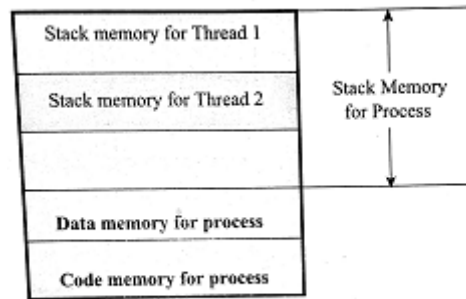 Stack memory for Thread 1
Stack memory for Thread 2
Stack Memory
for Process
Data memory for process
Code memory for process